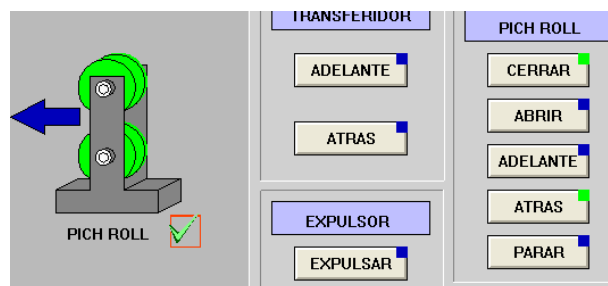 PICH ROLL
TRANSFERIDOR
ADELANTE
ATRAS
EXPULSOR
EXPULSAR
PICH ROLL
CERRAR
ABRIR
ADELANTE
ATRAS
PARAR